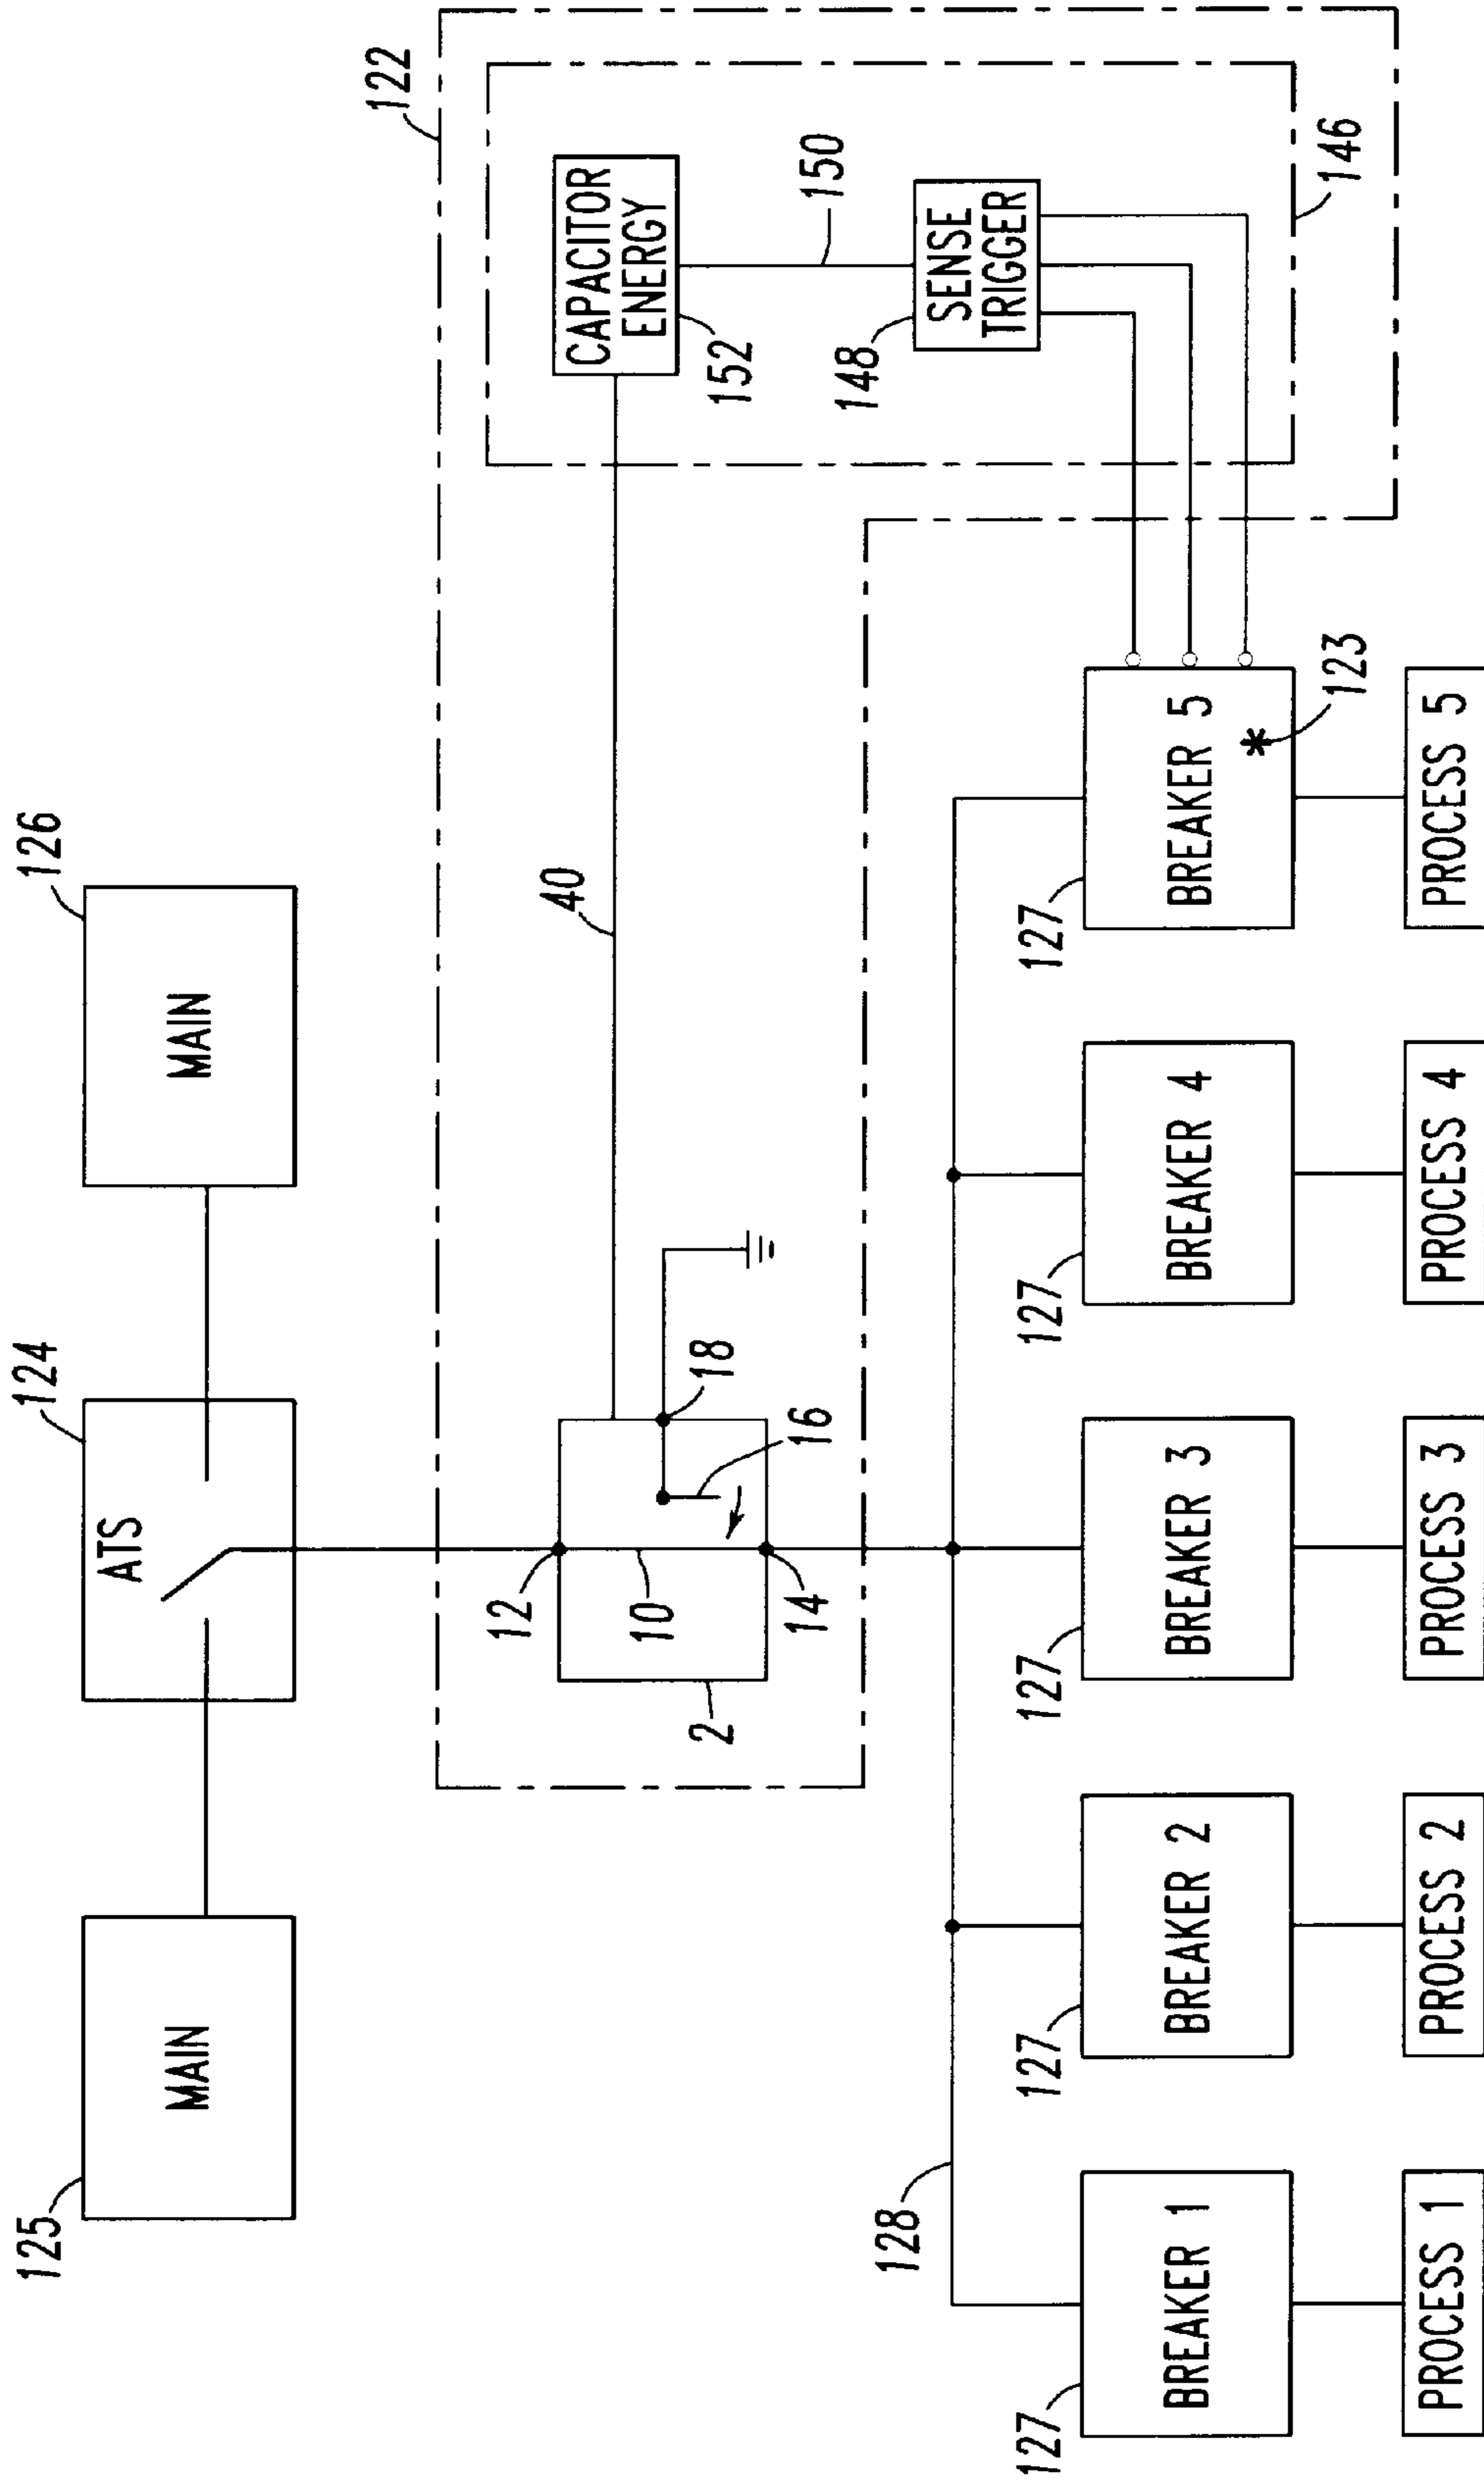 125
MAIN
124
ATS
126
MAIN
122
40
CAPACITOR
ENERGY
152
150
SENSE
TRIGGER
148
146
12
10
14
2
18
16
128
127
BREAKER 1
127
BREAKER 2
127
BREAKER 3
127
BREAKER 4
127
BREAKER 5
*
123
PROCESS 1
PROCESS 2
PROCESS 3
PROCESS 4
PROCESS 5